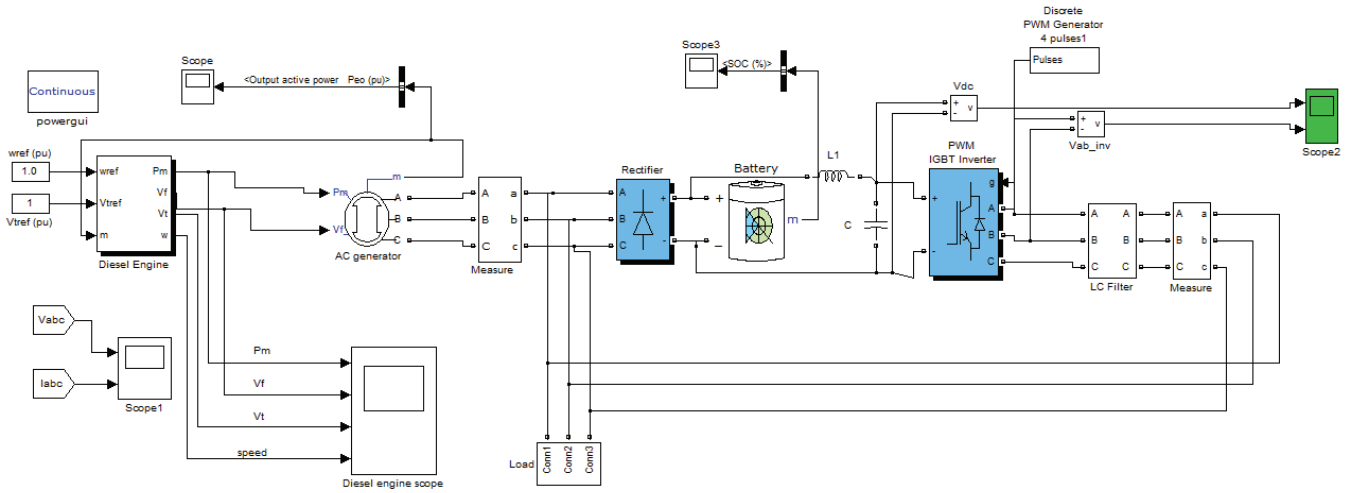 Discrete
PWM Generator
4 pulses1
Pulses
Scope
<Output active power Peo (pu)>
Scope3
<SOC (%)>
Continuous
powergui
Vdc
+
-
v
+
-
v
Vab_inv
Scope2
wref (pu)
1.0
1
Vtref (pu)
wref
Vtref
m
Pm
Vf
Vt
w
Diesel Engine
m
Pm
Vf_
A
B
C
AC generator
A
B
C
a
b
c
Measure
Rectifier
A
B
C
+
-
Battery
+
−
m
L1
C
PWM
IGBT Inverter
+
-
g
A
B
C
A
B
C
A
B
C
LC Filter
A
B
C
a
b
c
Measure
Vabc
Iabc
Scope1
Pm
Vf
Vt
speed
Diesel engine scope
Load
Conn1
Conn2
Conn3